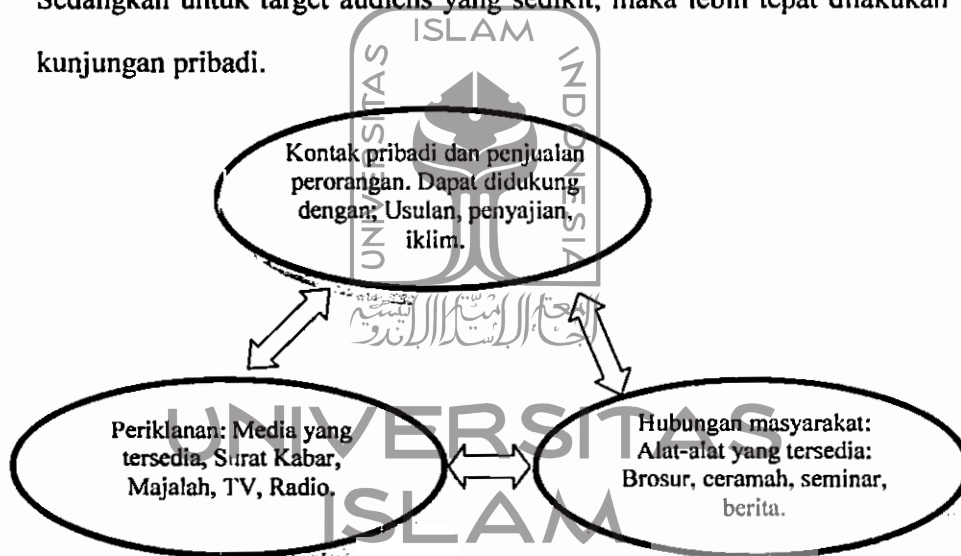 Sedangkan untuk target audiens yang sedikit, maka lebih tepat dilakukan
kunjungan pribadi.
ISLAM
UNIVERSITAS
INDONESIA
Kontak pribadi dan penjualan
perorangan. Dapat didukung
dengan; Usulan, penyajian,
iklim.
Periklanan: Media yang
tersedia, Surat Kabar,
Majalah, TV, Radio.
Hubungan masyarakat:
Alat-alat yang tersedia:
Brosur, ceramah, seminar,
berita.
UNIVERSITAS
ISLAM